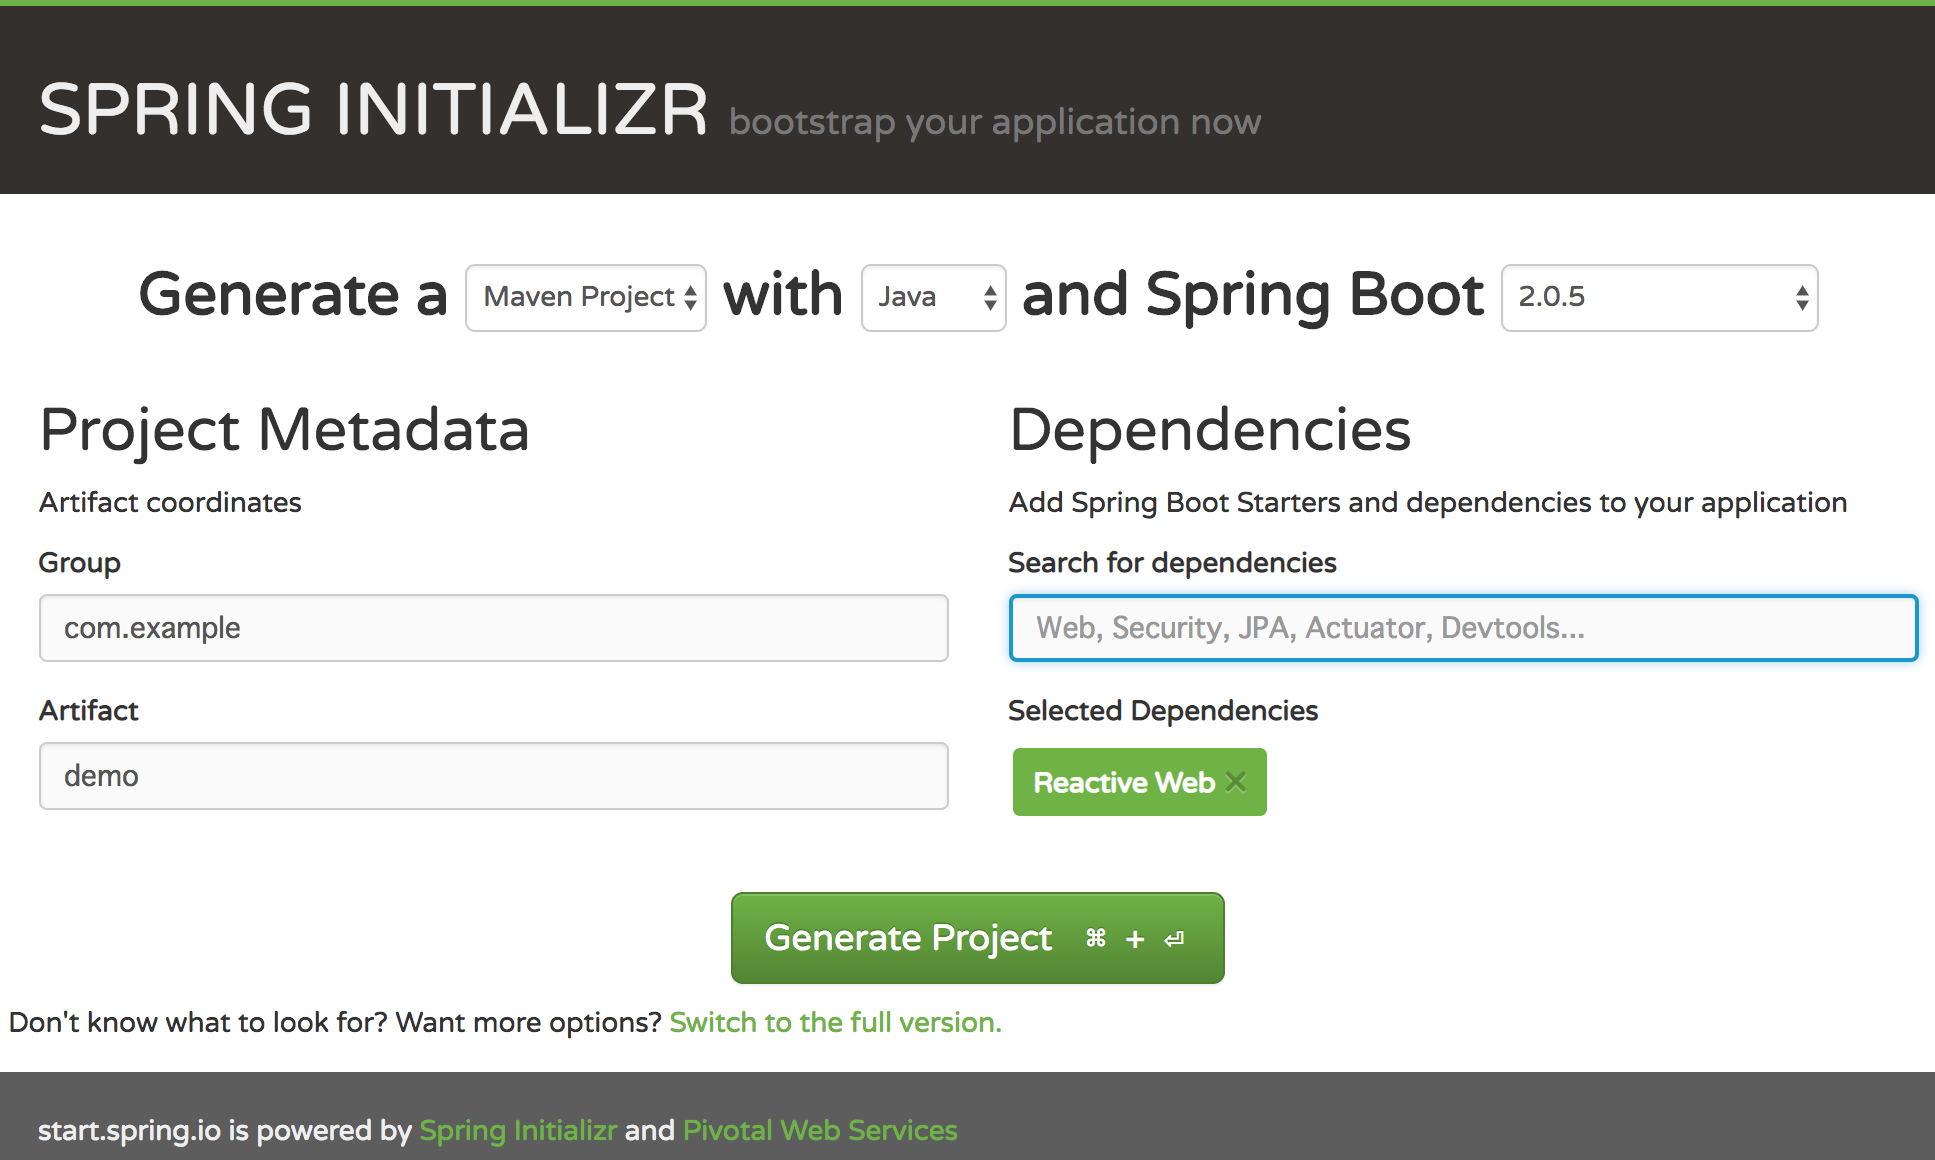 SPRING INITIALIZR bootstrap your application now
Generate a Maven Project with Java and Spring Boot 2.0.5
Project Metadata
Artifact coordinates
Group
com.example
Artifact
demo
Dependencies
Add Spring Boot Starters and dependencies to your application
Search for dependencies
Web, Security, JPA, Actuator, Devtools...
Selected Dependencies
Reactive Web ×
Generate Project ⌘ + ⏎
Don't know what to look for? Want more options? Switch to the full version.
start.spring.io is powered by Spring Initializr and Pivotal Web Services